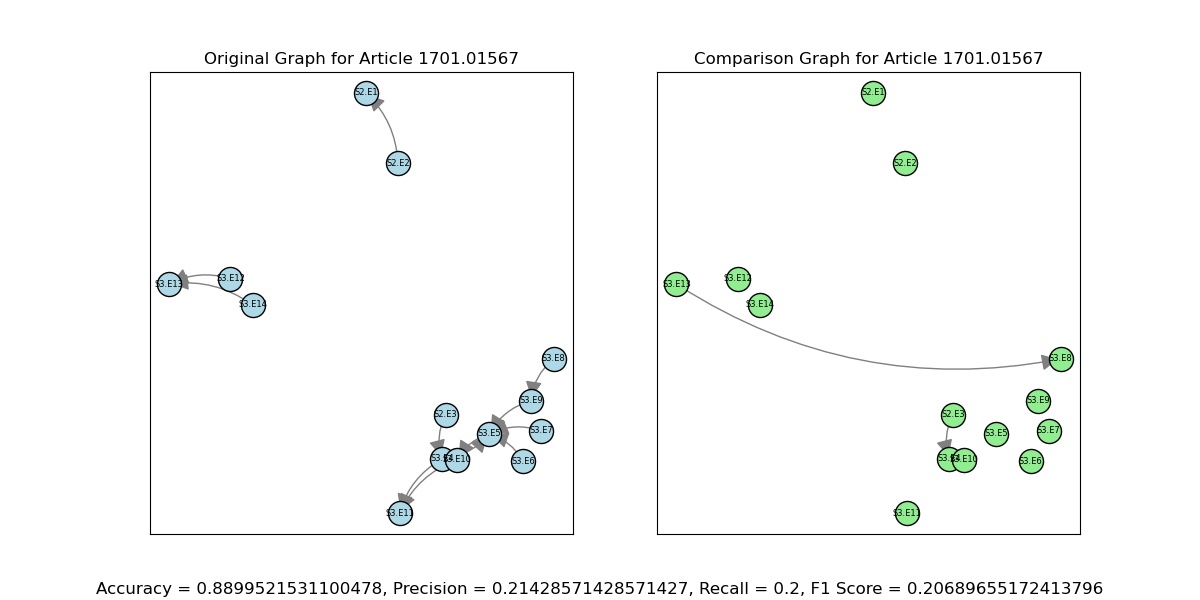 Original Graph for Article 1701.01567
Comparison Graph for Article 1701.01567
S2.E1
S2.E2
S3.E13
S3.E12
S3.E14
S3.E8
S3.E9
S2.E3
S3.E5
S3.E7
S3.E10
S3.E6
S3.E11
S2.E1
S2.E2
S3.E13
S3.E12
S3.E14
S3.E8
S3.E9
S2.E3
S3.E5
S3.E7
S3.E10
S3.E6
S3.E11
Accuracy = 0.8899521531100478, Precision = 0.21428571428571427, Recall = 0.2, F1 Score = 0.20689655172413796